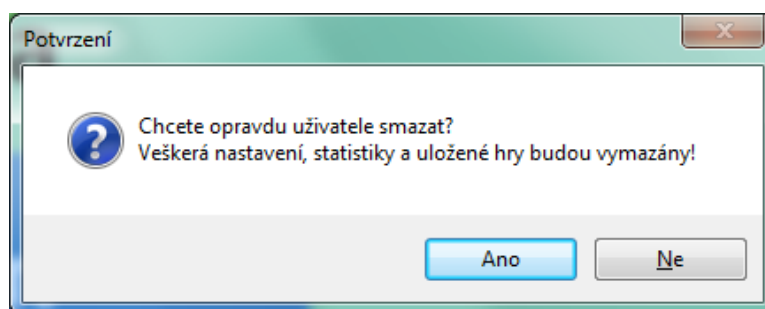 Potvrzení
Chcete opravdu uživatele smazat?
Veškerá nastavení, statistiky a uložené hry budou vymazány!
Ano
Ne